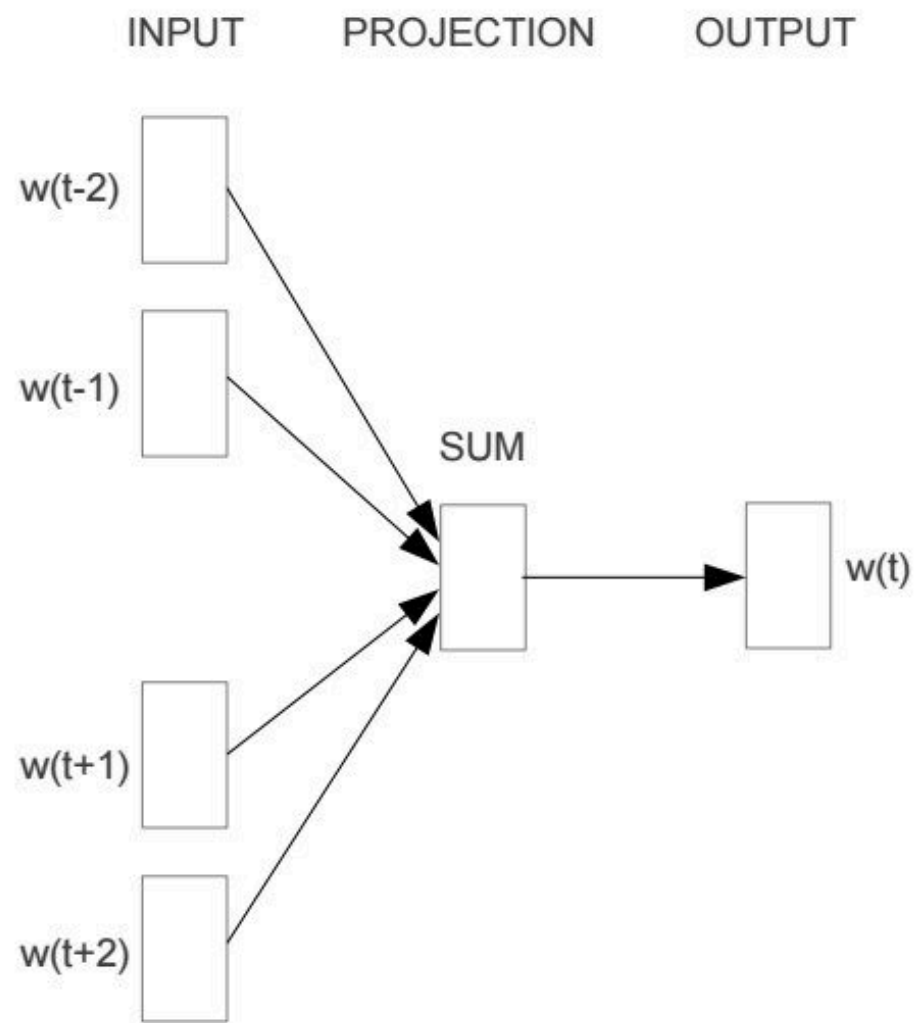 INPUT PROJECTION OUTPUT
w(t-2)
w(t-1)
SUM
w(t)
w(t+1)
w(t+2)